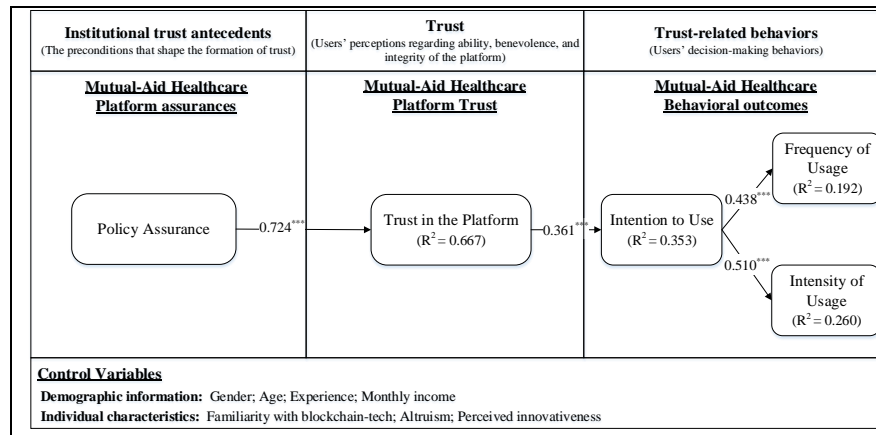 Institutional trust antecedents
(The preconditions that shape the formation of trust)
Trust
(Users' perceptions regarding ability, benevolence, and
integrity of the platform)
Trust-related behaviors
(Users' decision-making behaviors)
Mutual-Aid Healthcare
Platform assurances
Mutual-Aid Healthcare
Platform Trust
Mutual-Aid Healthcare
Behavioral outcomes
Policy Assurance
0.724***
Trust in the Platform
(R² = 0.667)
0.361***
Intention to Use
(R² = 0.353)
0.438***
Frequency of
Usage
(R² = 0.192)
0.510***
Intensity of
Usage
(R² = 0.260)
Control Variables
Demographic information: Gender; Age; Experience; Monthly income
Individual characteristics: Familiarity with blockchain-tech; Altruism; Perceived innovativeness